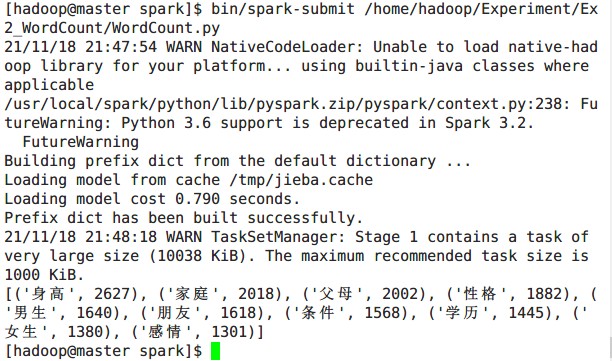 [hadoop@master spark]$ bin/spark-submit /home/hadoop/Experiment/Ex
2_WordCount/WordCount.py
21/11/18 21:47:54 WARN NativeCodeLoader: Unable to load native-had
oop library for your platform... using builtin-java classes where
applicable
/usr/local/spark/python/lib/pyspark.zip/pyspark/context.py:238: Fu
tureWarning: Python 3.6 support is deprecated in Spark 3.2.
  FutureWarning
Building prefix dict from the default dictionary ...
Loading model from cache /tmp/jieba.cache
Loading model cost 0.790 seconds.
Prefix dict has been built successfully.
21/11/18 21:48:18 WARN TaskSetManager: Stage 1 contains a task of
very large size (10038 KiB). The maximum recommended task size is
1000 KiB.
[('身高', 2627), ('家庭', 2018), ('父母', 2002), ('性格', 1882), (
'男生', 1640), ('朋友', 1618), ('条件', 1568), ('学历', 1445), ('
女生', 1380), ('感情', 1301)]
[hadoop@master spark]$